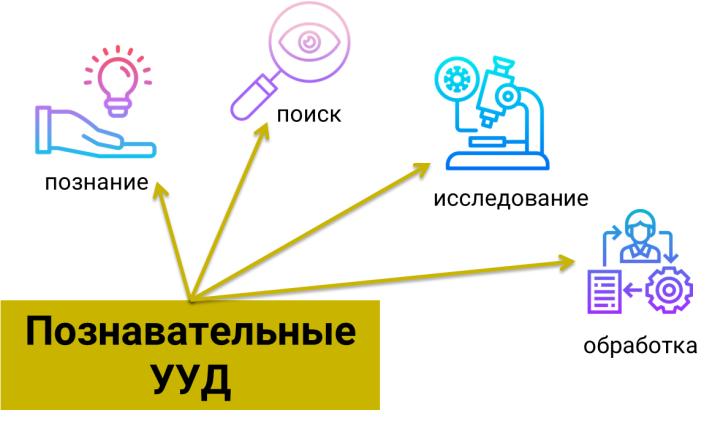 поиск
познание
исследование
обработка
Познавательные
УУД